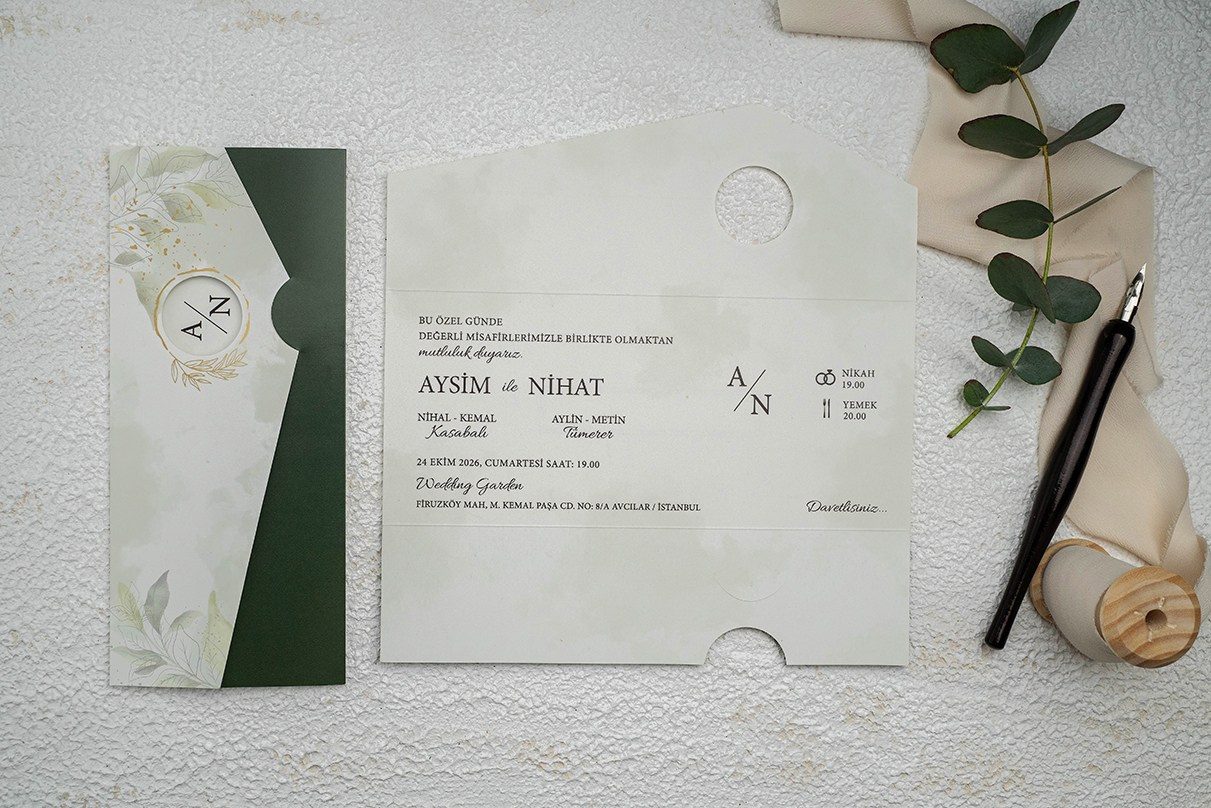 A/N
BU ÖZEL GÜNDE
DEĞERLİ MİSAFİRLERİMİZLE BİRLİKTE OLMAKTAN
mutluluk duyarız.
AYSİM ile NİHAT
NİHAL - KEMAL
Kasabalı
AYLİN - METİN
Tümerer
24 EKİM 2026, CUMARTESİ SAAT: 19.00
Wedding Garden
FİRUZKÖY MAH, M. KEMAL PAŞA CD. NO: 8/A AVCILAR / İSTANBUL
A/N
NİKAH
19.00
YEMEK
20.00
Davetlisiniz...